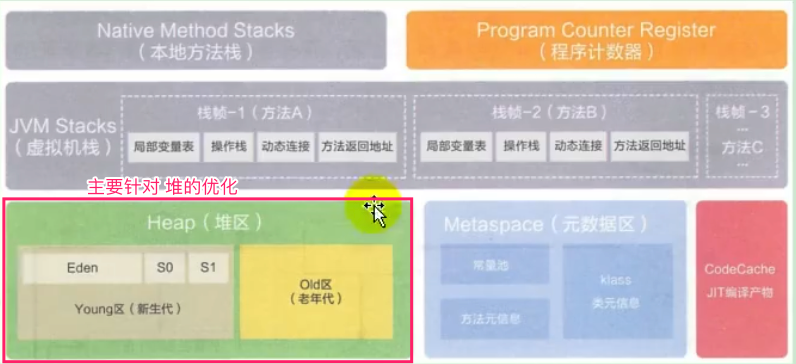 Native Method Stacks
（本地方法栈）
Program Counter Register
（程序计数器）
JVM Stacks
（虚拟机栈）
栈帧-1（方法A）
局部变量表
操作栈
动态连接
方法返回地址
栈帧-2（方法B）
局部变量表
操作栈
动态连接
方法返回地址
栈帧-3
...
方法C
...
主要针对 堆的优化
Heap（堆区）
Eden
S0
S1
Young区（新生代）
Old区
（老年代）
Metaspace（元数据区）
常量池
方法元信息
klass
类元信息
CodeCache
JIT编译产物